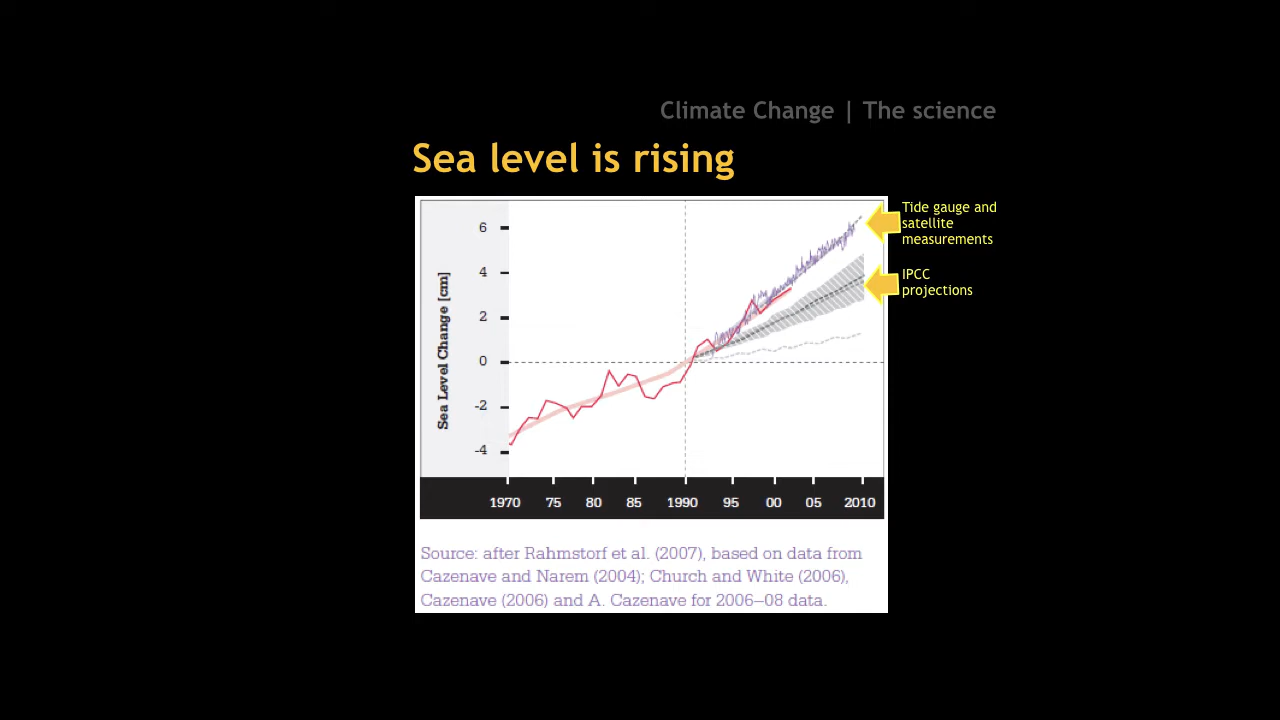 Climate Change | The science
Sea level is rising
Tide gauge and
satellite
measurements
IPCC
projections
Sea Level Change [cm]
6
4
2
0
-2
-4
1970 75 80 85 1990 95 00 05 2010
Source: after Rahmstorf et al. (2007), based on data from
Cazenave and Narem (2004); Church and White (2006),
Cazenave (2006) and A. Cazenave for 2006–08 data.